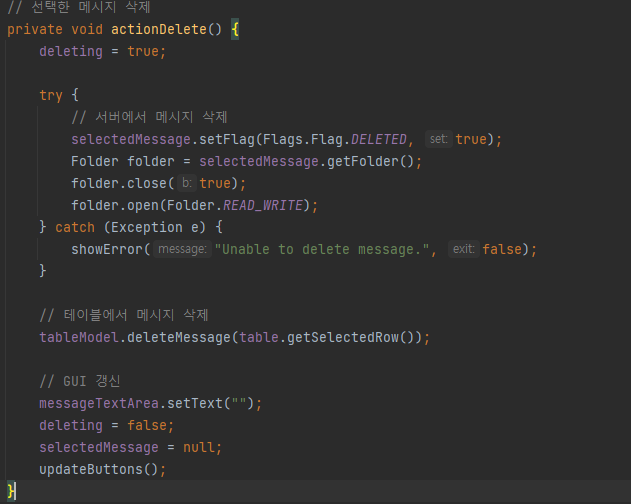 // 선택한 메시지 삭제
private void actionDelete() {
deleting = true;
try {
// 서버에서 메시지 삭제
selectedMessage.setFlag(Flags.Flag.DELETED, set: true);
Folder folder = selectedMessage.getFolder();
folder.close( b: true);
folder.open(Folder.READ_WRITE);
} catch (Exception e) {
showError( message: "Unable to delete message.", exit: false);
}
// 테이블에서 메시지 삭제
tableModel.deleteMessage(table.getSelectedRow());
// GUI 갱신
messageTextArea.setText("");
deleting = false;
selectedMessage = null;
updateButtons();
}